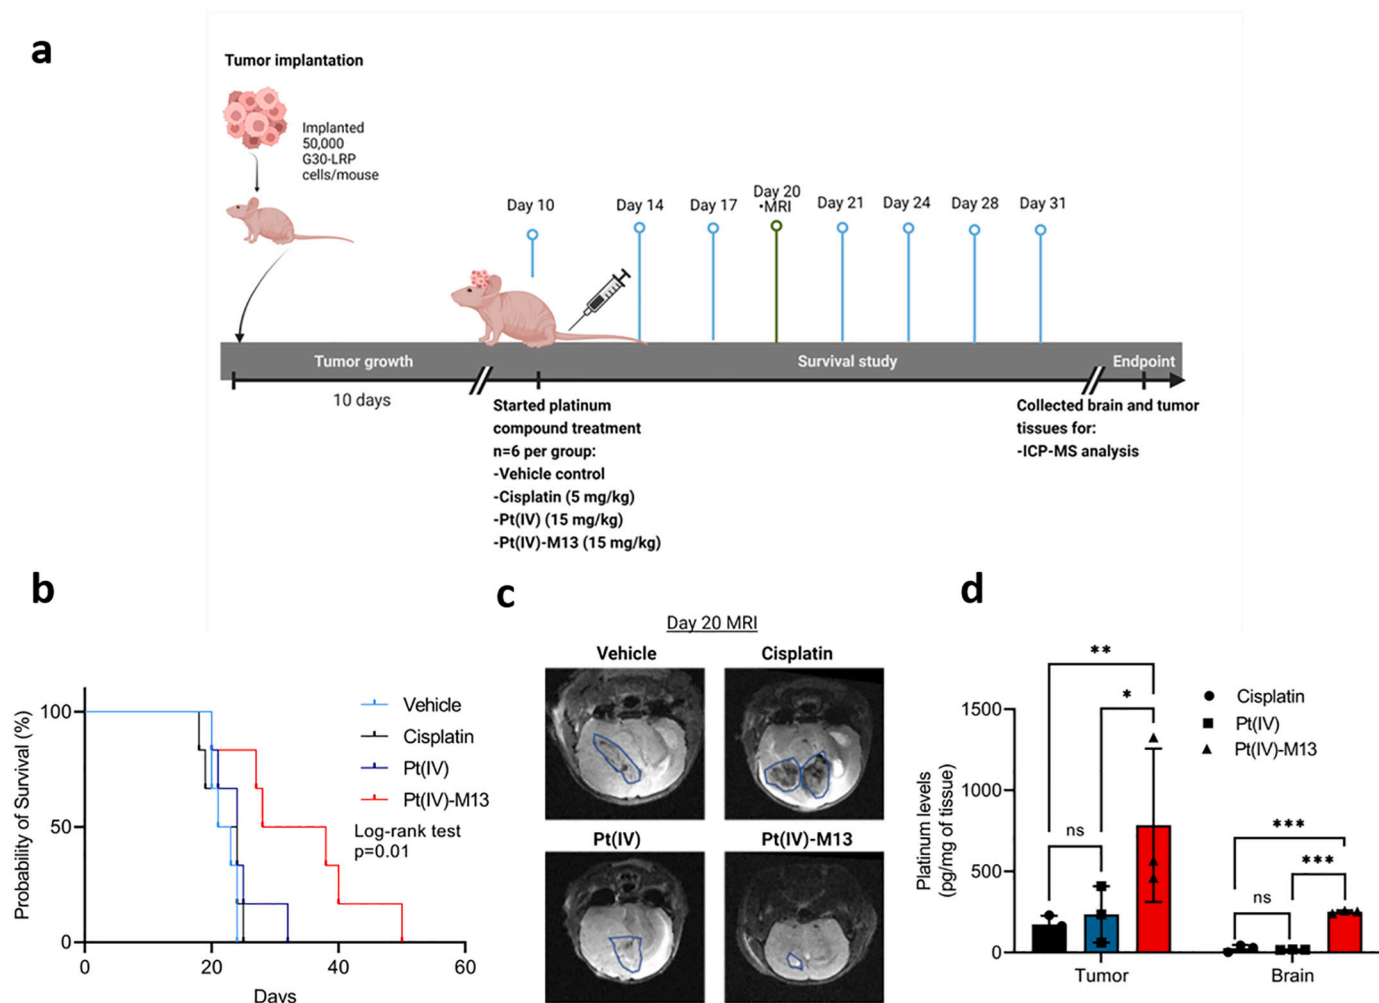 a
Tumor implantation
Implanted
50,000
G30-LRP
cells/mouse
Day 10
Day 14
Day 17
Day 20
•MRI
Day 21
Day 24
Day 28
Day 31
Tumor growth
Survival study
Endpoint
10 days
Started platinum
compound treatment
n=6 per group:
-Vehicle control
-Cisplatin (5 mg/kg)
-Pt(IV) (15 mg/kg)
-Pt(IV)-M13 (15 mg/kg)
Collected brain and tumor
tissues for:
-ICP-MS analysis
b
Probability of Survival (%)
100
50
0
0
20
40
60
Days
Vehicle
Cisplatin
Pt(IV)
Pt(IV)-M13
Log-rank test
p=0.01
c
Day 20 MRI
Vehicle
Cisplatin
Pt(IV)
Pt(IV)-M13
d
Platinum levels
(pg/mg of tissue)
1500
1000
500
0
**
*
ns
***
***
ns
Cisplatin
Pt(IV)
Pt(IV)-M13
Tumor
Brain